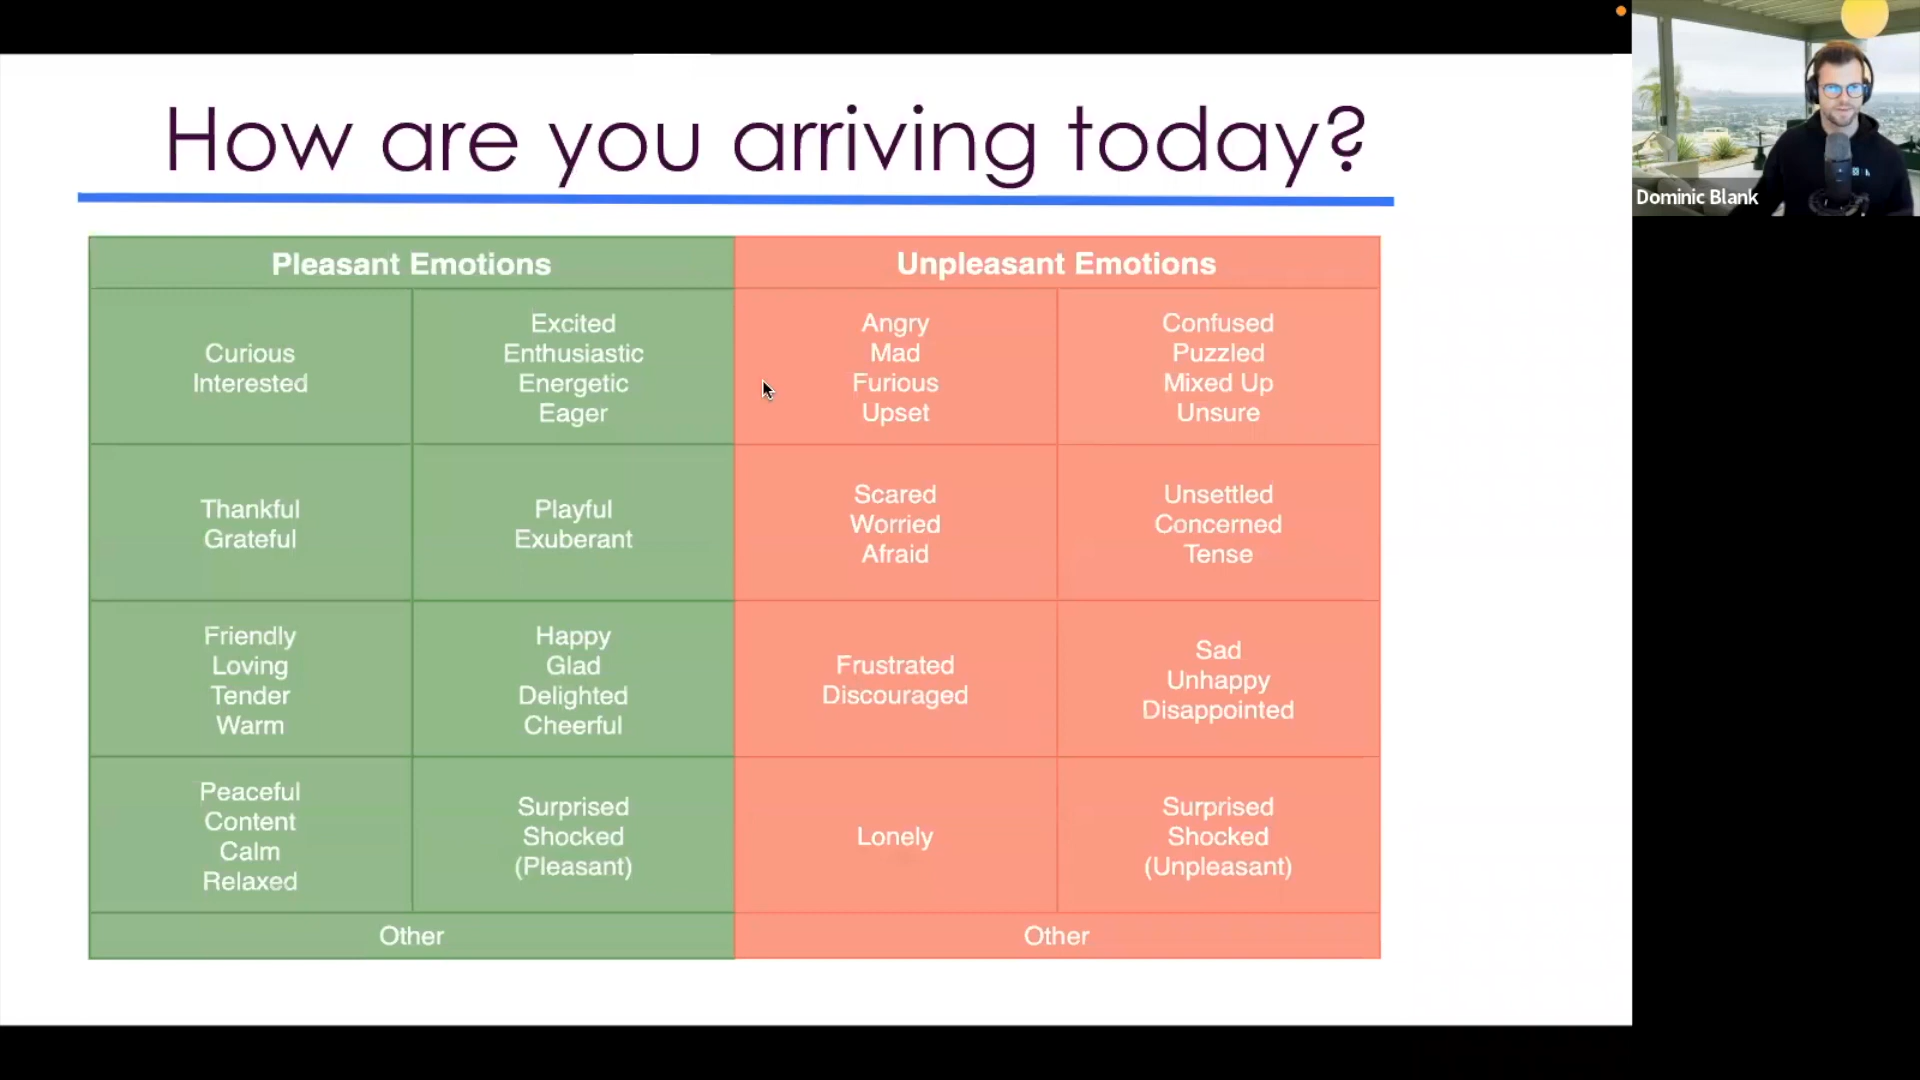 How are you arriving today?
Dominic Blank
Pleasant Emotions
Unpleasant Emotions
Curious
Interested
Excited
Enthusiastic
Energetic
Eager
Angry
Mad
Furious
Upset
Confused
Puzzled
Mixed Up
Unsure
Thankful
Grateful
Playful
Exuberant
Scared
Worried
Afraid
Unsettled
Concerned
Tense
Friendly
Loving
Tender
Warm
Happy
Glad
Delighted
Cheerful
Frustrated
Discouraged
Sad
Unhappy
Disappointed
Peaceful
Content
Calm
Relaxed
Surprised
Shocked
(Pleasant)
Lonely
Surprised
Shocked
(Unpleasant)
Other
Other